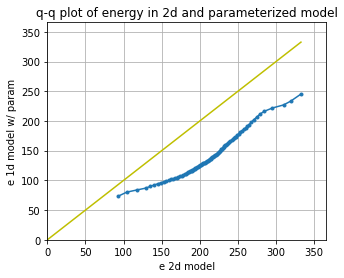 q-q plot of energy in 2d and parameterized model
350
300
250
200
150
100
50
0
e 1d model w/ param
0 50 100 150 200 250 300 350
e 2d model